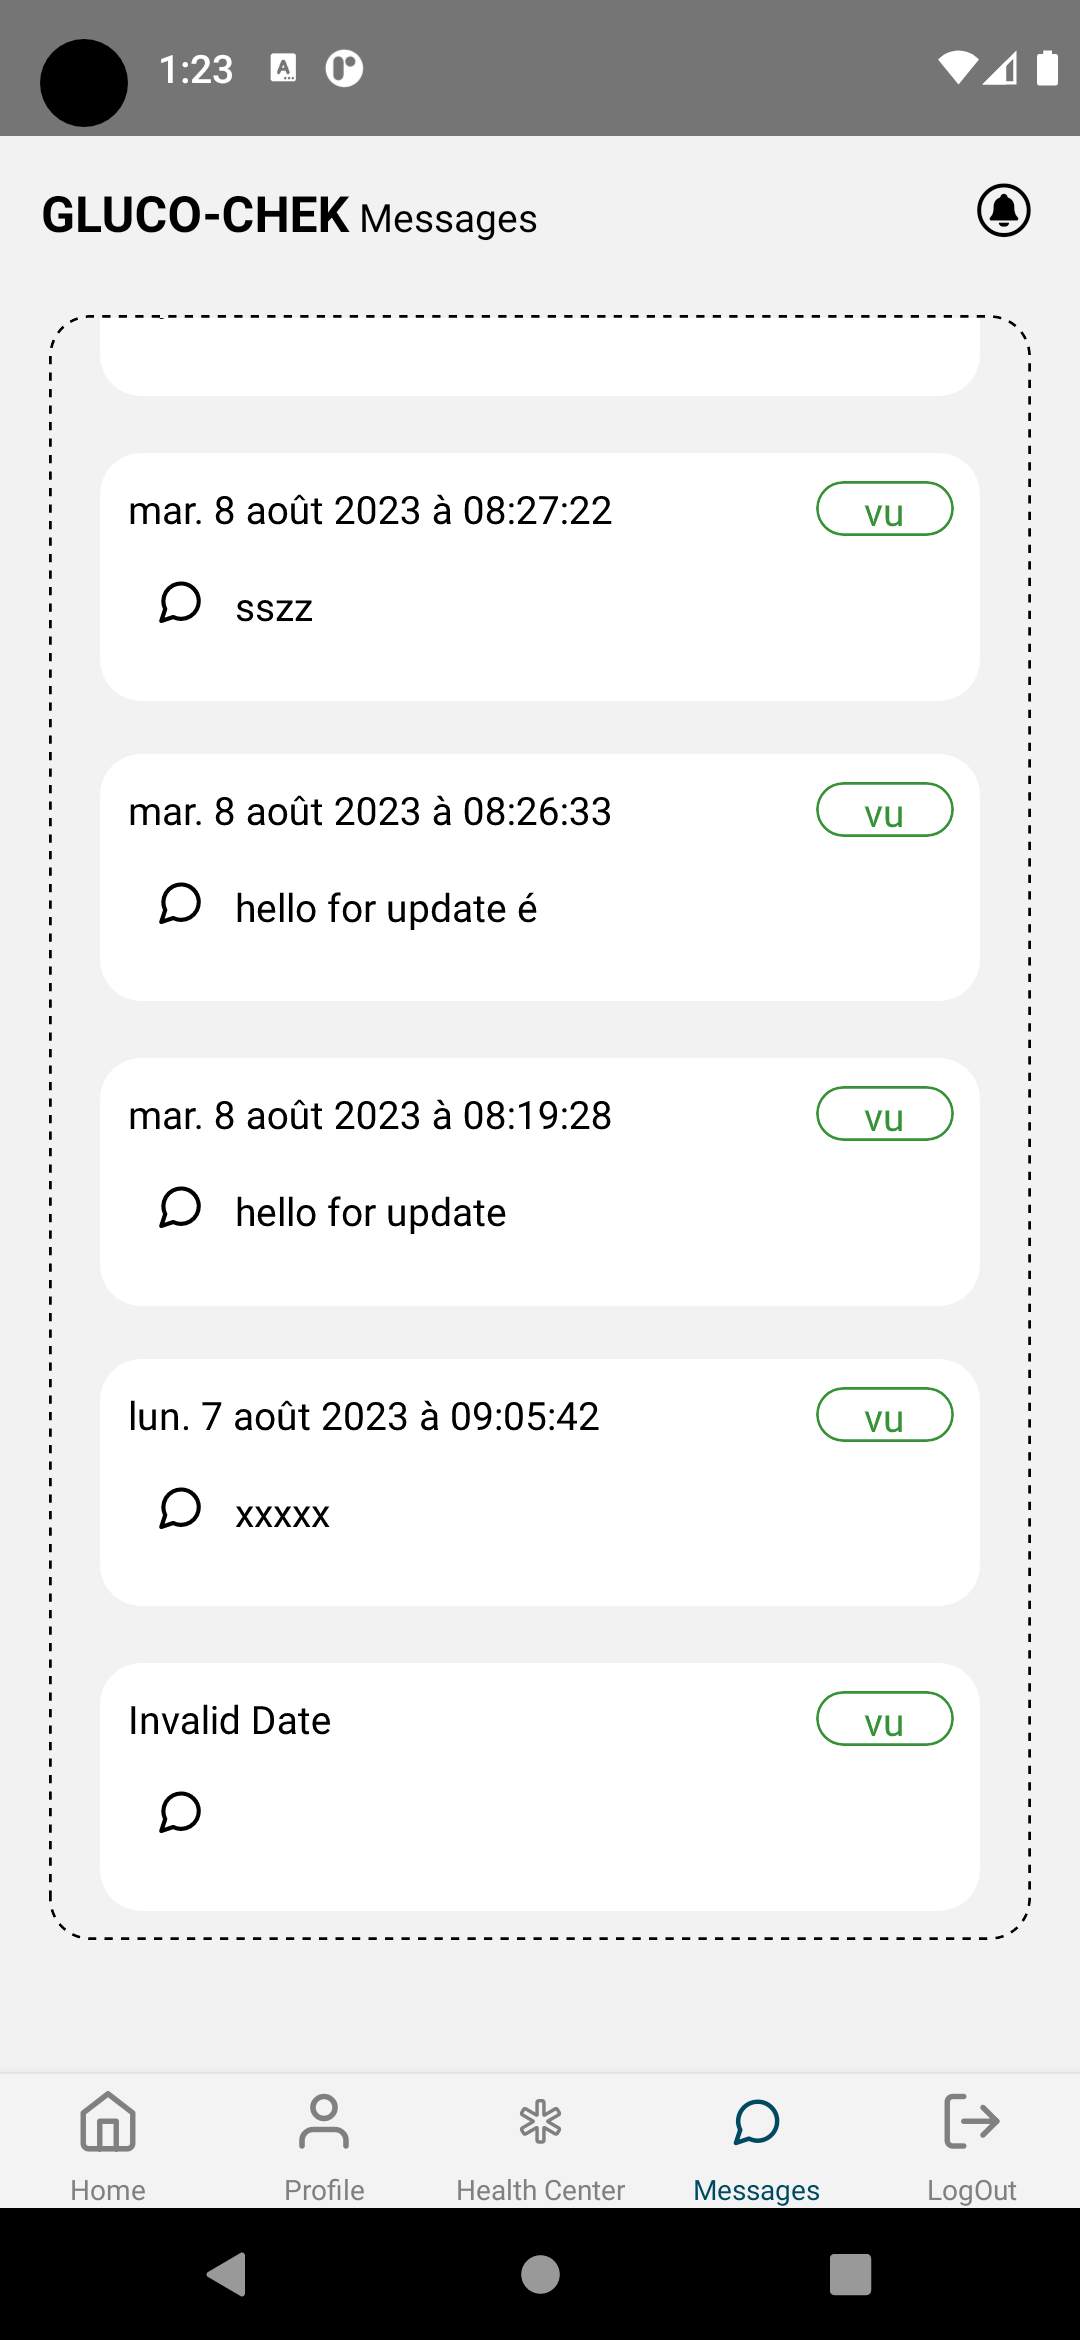 1:23
GLUCO-CHEK Messages
mar. 8 août 2023 à 08:27:22 vu
sszz
mar. 8 août 2023 à 08:26:33 vu
hello for update é
mar. 8 août 2023 à 08:19:28 vu
hello for update
lun. 7 août 2023 à 09:05:42 vu
xxxxx
Invalid Date vu
Home Profile Health Center Messages LogOut